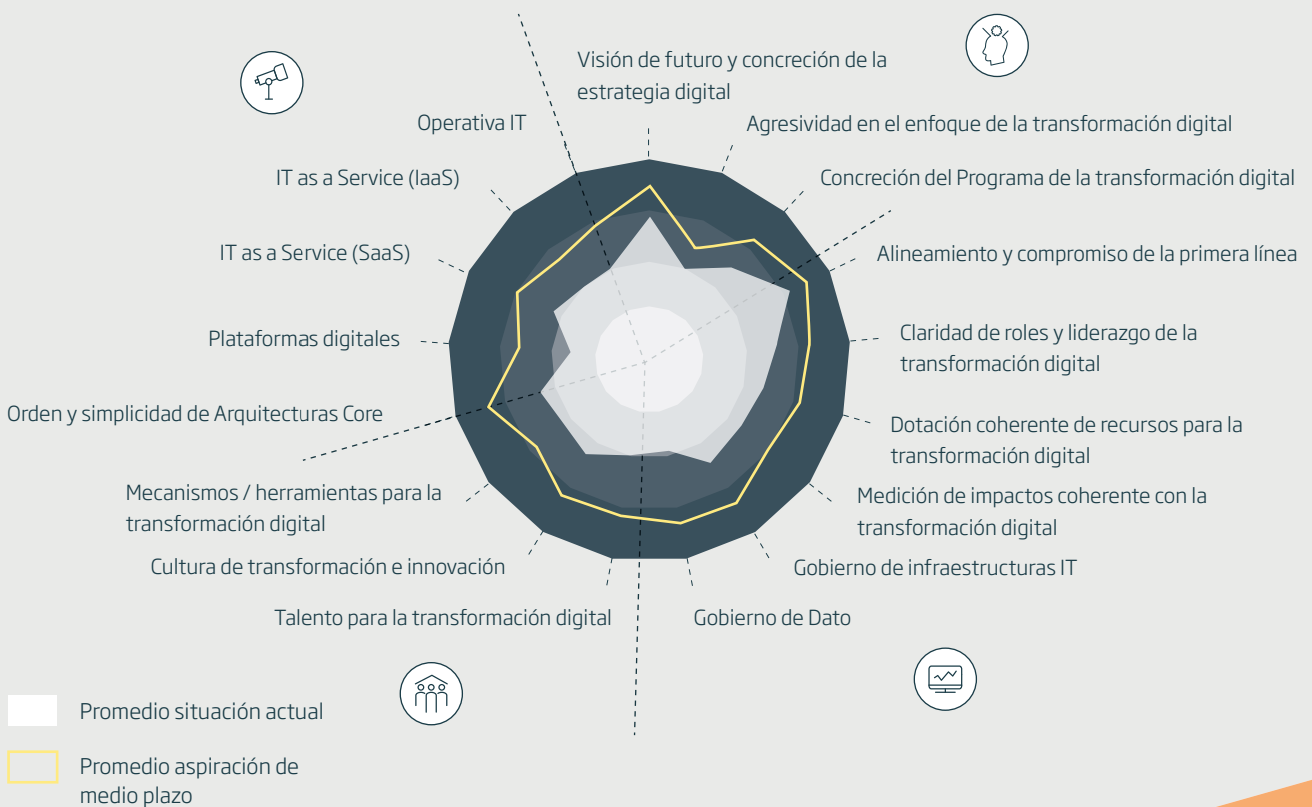 Visión de futuro y concreción de la
estrategia digital
Agresividad en el enfoque de la transformación digital
Concreción del Programa de la transformación digital
Alineamiento y compromiso de la primera línea
Claridad de roles y liderazgo de la
transformación digital
Dotación coherente de recursos para la
transformación digital
Medición de impactos coherente con la
transformación digital
Gobierno de infraestructuras IT
Gobierno de Dato
Talento para la transformación digital
Cultura de transformación e innovación
Mecanismos / herramientas para la
transformación digital
Orden y simplicidad de Arquitecturas Core
Plataformas digitales
IT as a Service (SaaS)
IT as a Service (IaaS)
Operativa IT
Promedio situación actual
Promedio aspiración de
medio plazo